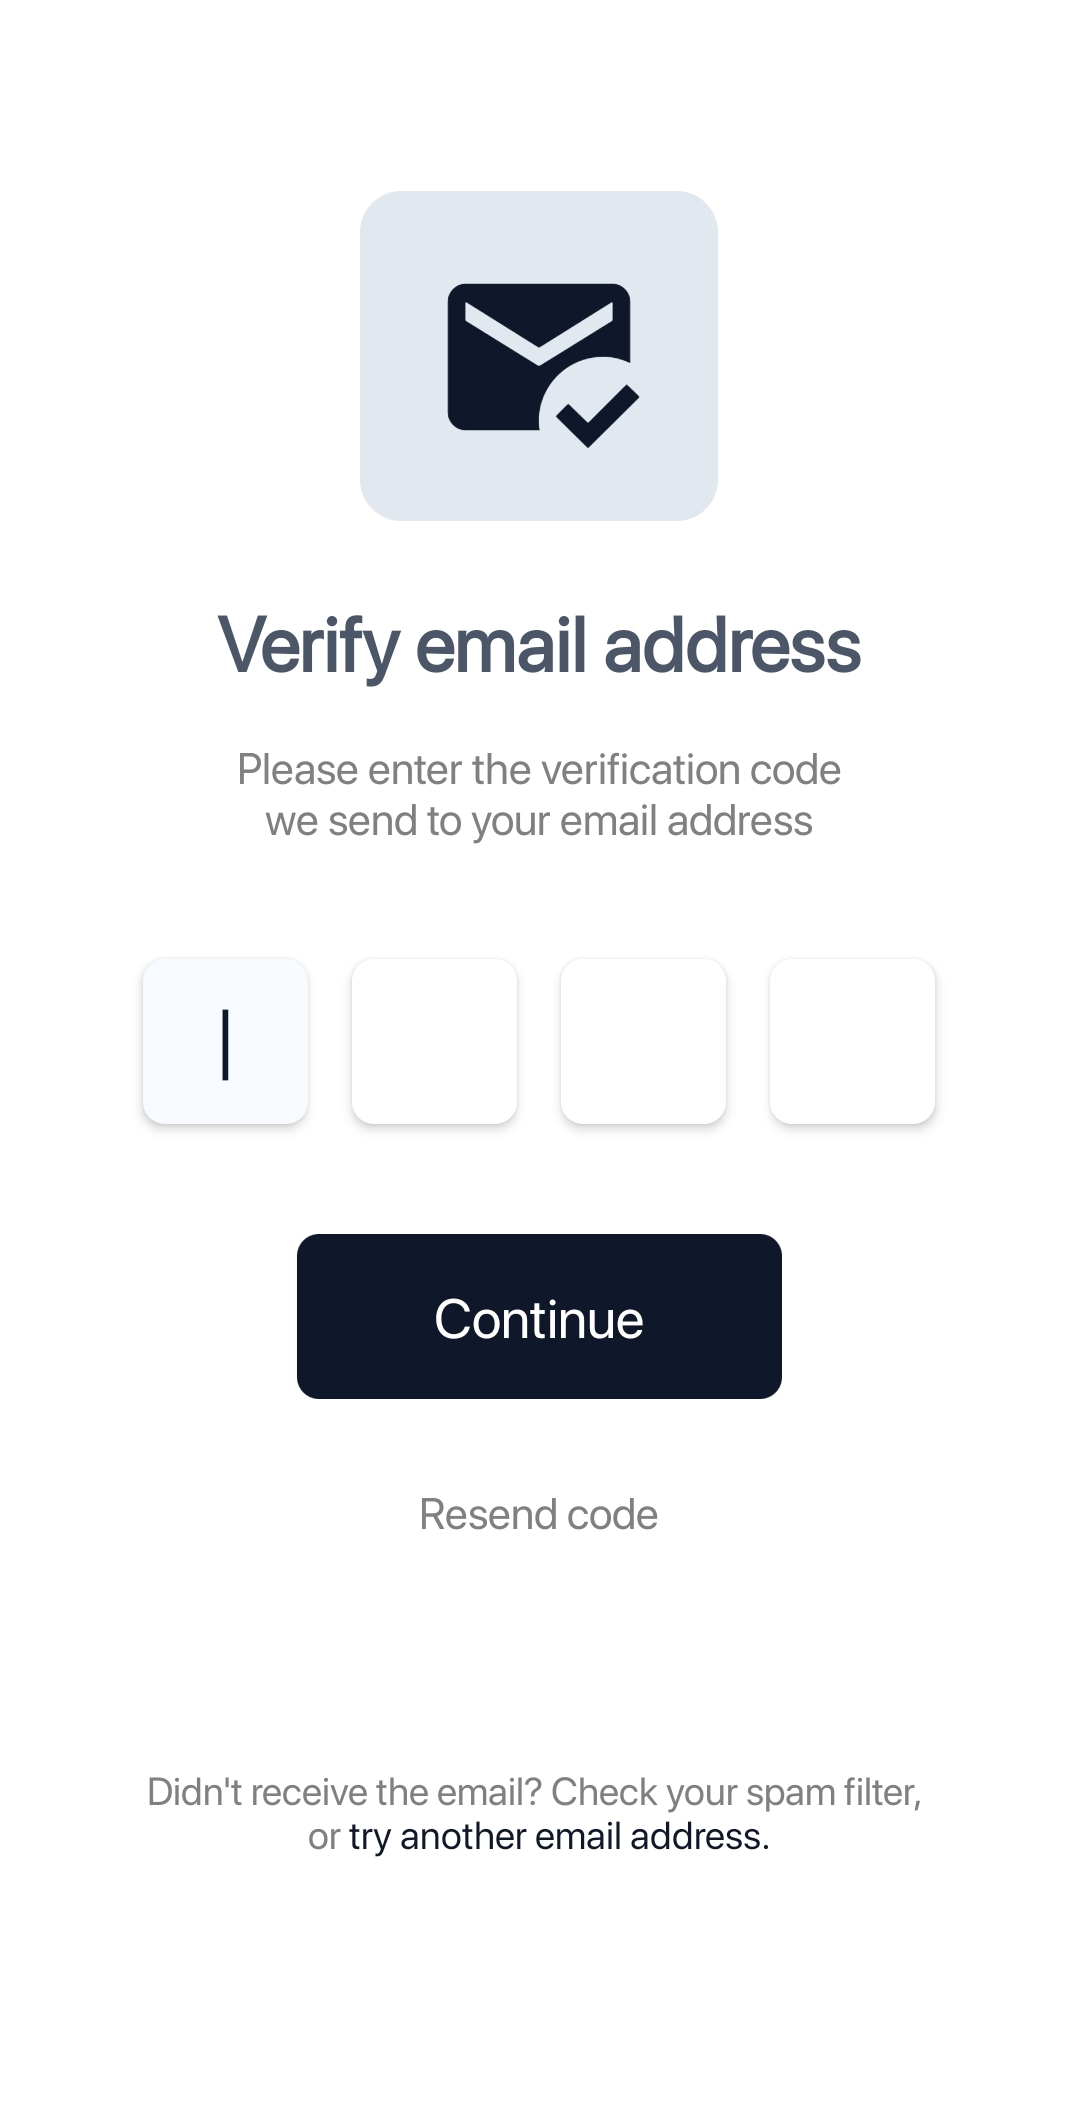 Verify email address
Please enter the verification code
we send to your email address
Continue
Resend code
Didn't receive the email? Check your spam filter,
or try another email address.